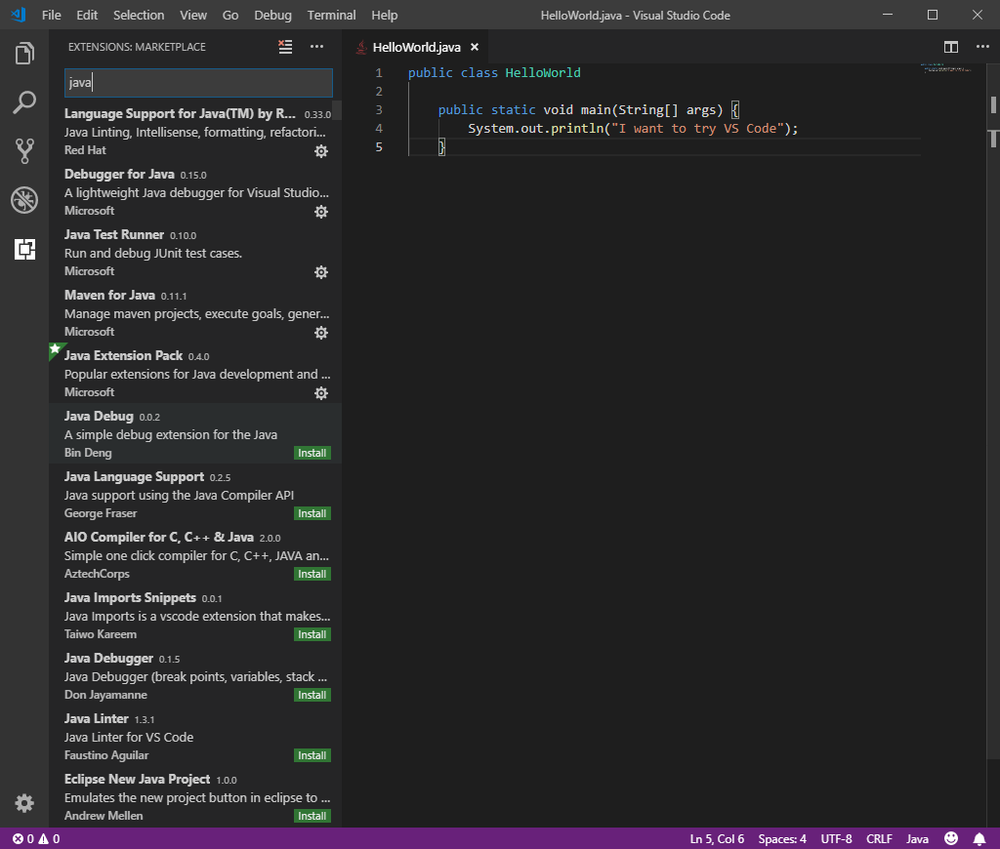 File Edit Selection View Go Debug Terminal Help HelloWorld.java - Visual Studio Code
EXTENSIONS: MARKETPLACE
java
Language Support for Java(TM) by R... 0.33.0
Java Linting, Intellisense, formatting, refactori...
Red Hat
Debugger for Java 0.15.0
A lightweight Java debugger for Visual Studio...
Microsoft
Java Test Runner 0.10.0
Run and debug JUnit test cases.
Microsoft
Maven for Java 0.11.1
Manage maven projects, execute goals, gener...
Microsoft
Java Extension Pack 0.4.0
Popular extensions for Java development and ...
Microsoft
Java Debug 0.0.2
A simple debug extension for the Java
Bin Deng Install
Java Language Support 0.2.5
Java support using the Java Compiler API
George Fraser Install
AIO Compiler for C, C++ & Java 2.0.0
Simple one click compiler for C, C++, JAVA an...
AztechCorps Install
Java Imports Snippets 0.0.1
Java Imports is a vscode extension that makes...
Taiwo Kareem Install
Java Debugger 0.1.5
Java Debugger (break points, variables, stack ...
Don Jayamanne Install
Java Linter 1.3.1
Java Linter for VS Code
Faustino Aguilar Install
Eclipse New Java Project 1.0.0
Emulates the new project button in eclipse to ...
Andrew Mellen Install
HelloWorld.java
1 public class HelloWorld
2
3 public static void main(String[] args) {
4 System.out.println("I want to try VS Code");
5 }
0 0 Ln 5, Col 6 Spaces: 4 UTF-8 CRLF Java